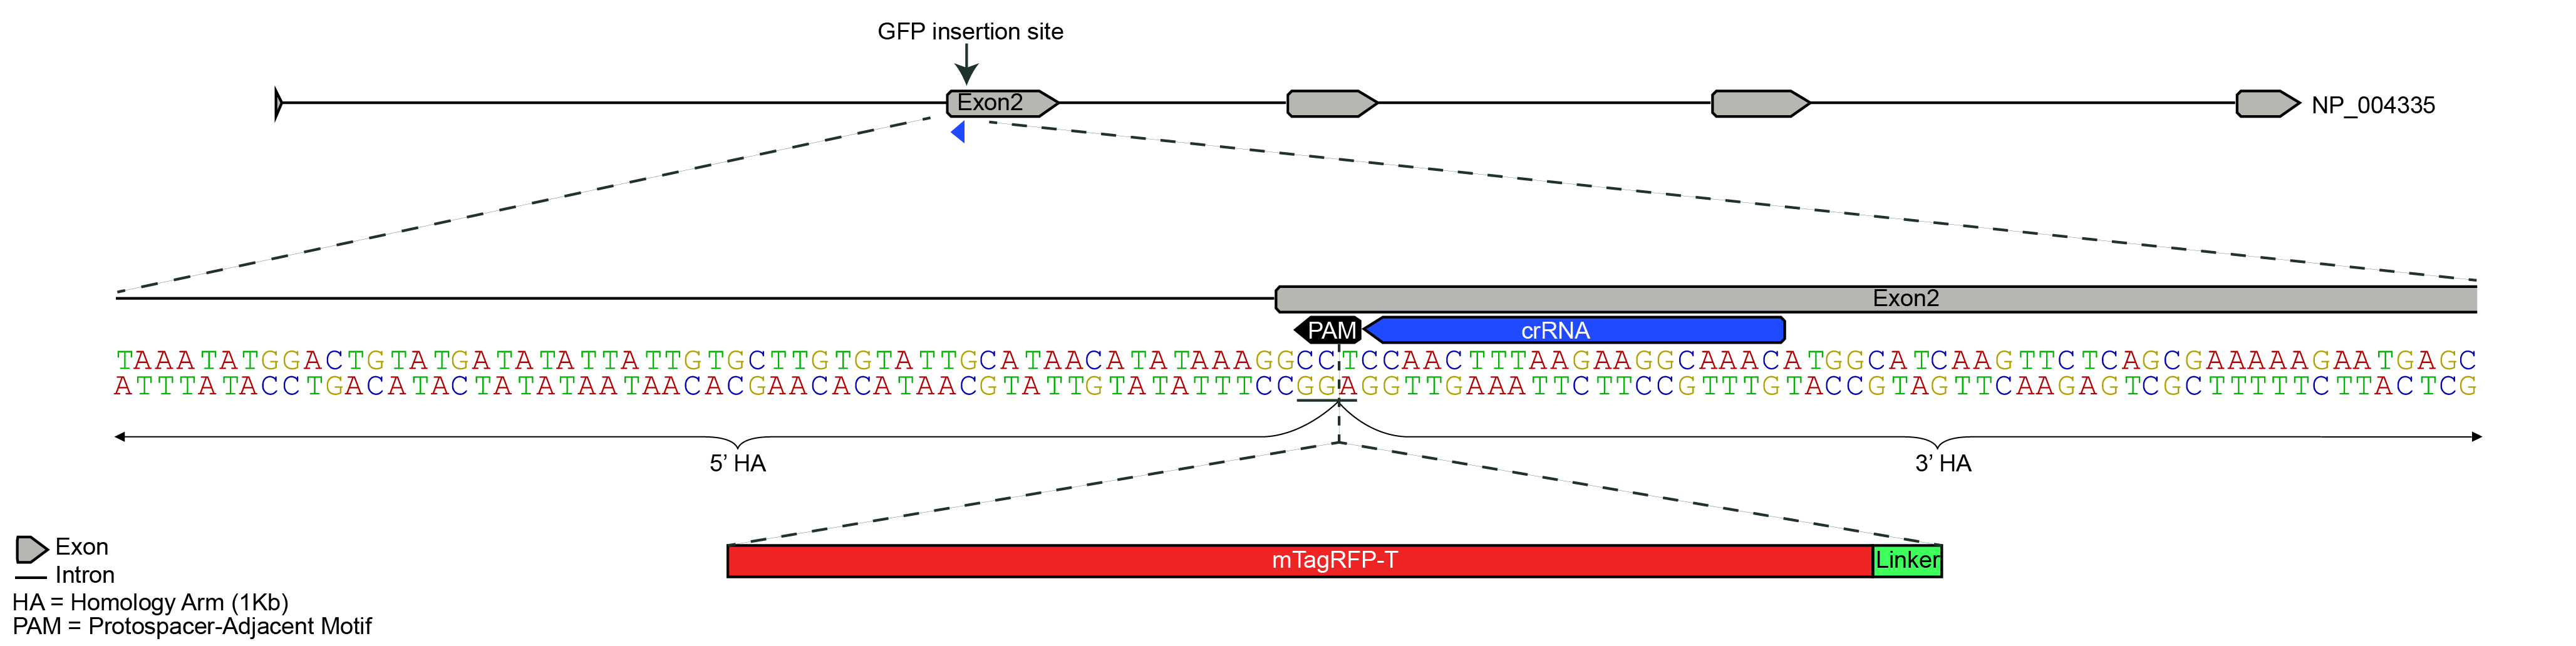 GFP insertion site
Exon2
NP_004335
Exon2
PAM
crRNA
TAAATATGGACTGTATGATATATTATTGTGCTTGTGTATTGCATAACATATAAAGGCCTCCAACTTTAAGAAGGCAAACATGGCATCAAGTTCTCAGCGAAAAAGAATGAGC
ATTTATACCTGACATACTATATAATAACACGAACACATAACGTATTGTATATTTCCGGAGGTTGAAATTCTTCCGTTTGTACCGTAGTTCAAGAGTCGCTTTTTCTTACTCG
5’ HA
3’ HA
mTagRFP-T
Linker
Exon
Intron
HA = Homology Arm (1Kb)
PAM = Protospacer-Adjacent Motif